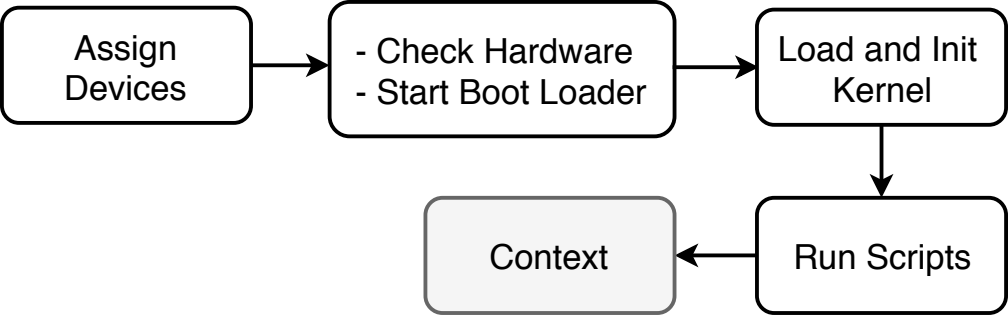 Assign
Devices
- Check Hardware
- Start Boot Loader
Load and Init
Kernel
Run Scripts
Context